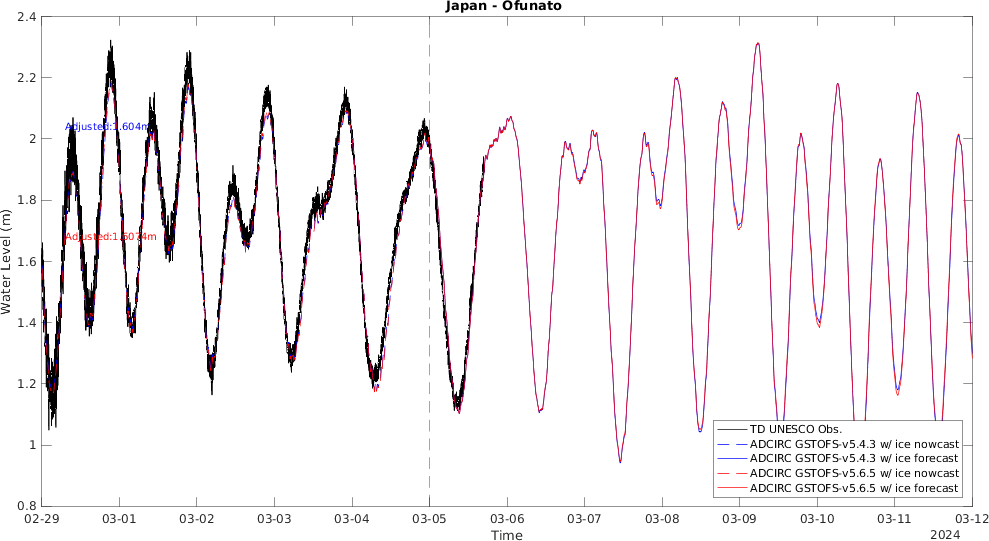 Japan - Ofunato
2.4
2.2
2
1.8
1.6
1.4
1.2
1
0.8
Water Level (m)
Adjusted:1.604m
Adjusted:1.6074m
TD UNESCO Obs.
ADCIRC GSTOFS-v5.4.3 w/ ice nowcast
ADCIRC GSTOFS-v5.4.3 w/ ice forecast
ADCIRC GSTOFS-v5.6.5 w/ ice nowcast
ADCIRC GSTOFS-v5.6.5 w/ ice forecast
02-29 03-01 03-02 03-03 03-04 03-05 03-06 03-07 03-08 03-09 03-10 03-11 03-12
Time
2024